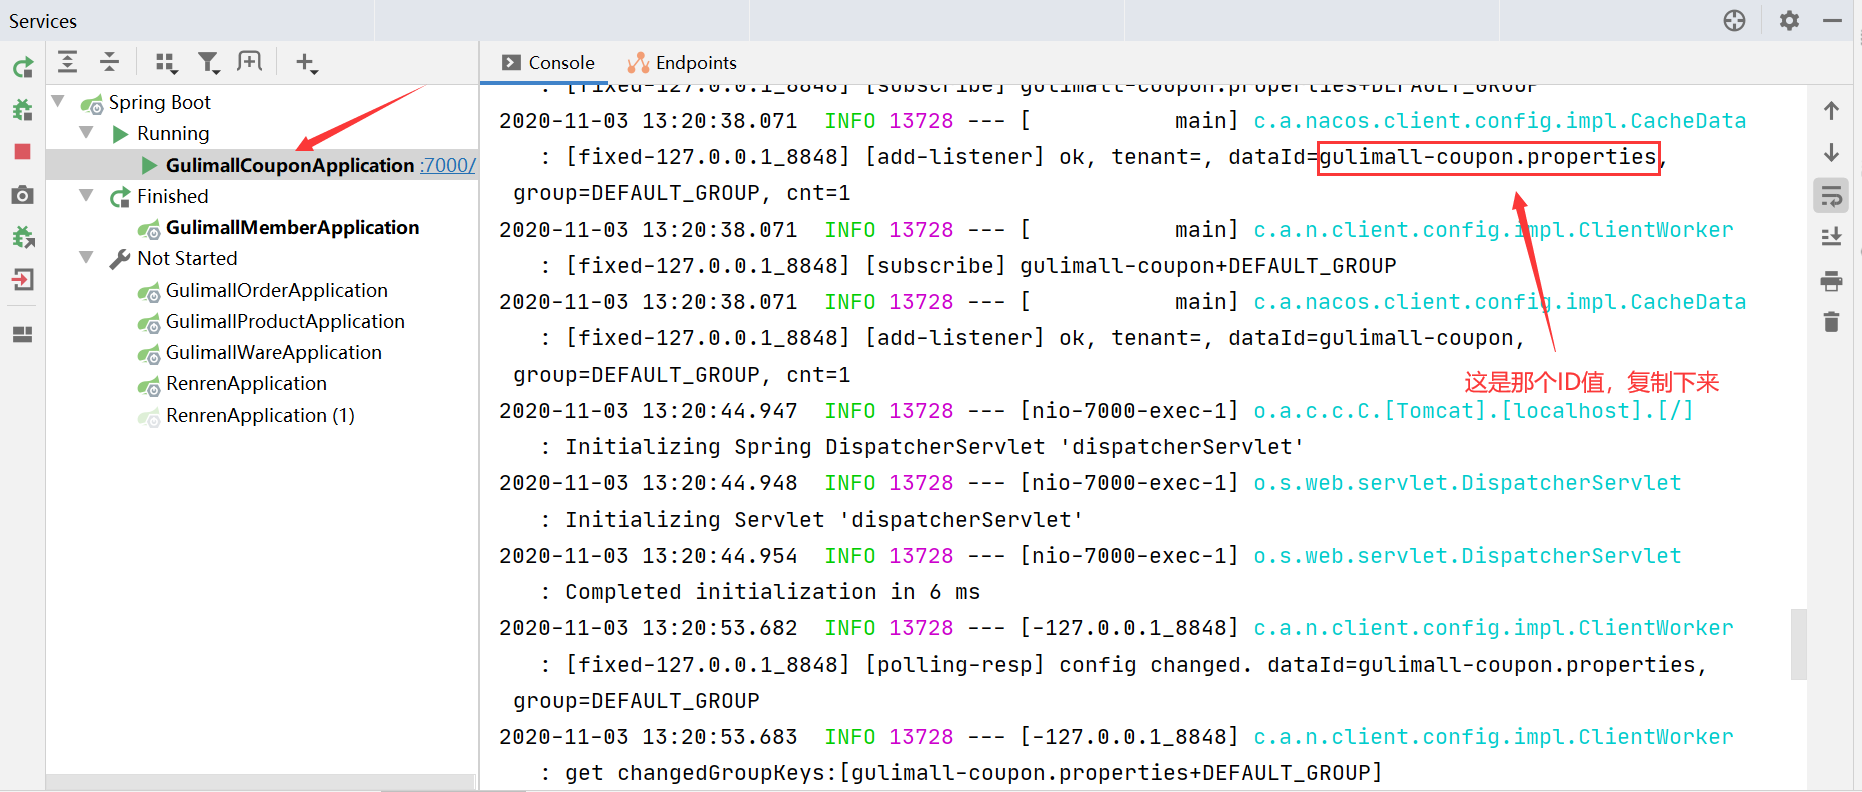 Services
Console
Endpoints
Spring Boot
Running
GulimallCouponApplication :7000/
Finished
GulimallMemberApplication
Not Started
GulimallOrderApplication
GulimallProductApplication
GulimallWareApplication
RenrenApplication
RenrenApplication (1)
: [fixed-127.0.0.1_8848] [subscribe] gulimall-coupon.properties+DEFAULT_GROUP
2020-11-03 13:20:38.071  INFO 13728 --- [           main] c.a.nacos.client.config.impl.CacheData
: [fixed-127.0.0.1_8848] [add-listener] ok, tenant=, dataId=gulimall-coupon.properties,
group=DEFAULT_GROUP, cnt=1
2020-11-03 13:20:38.071  INFO 13728 --- [           main] c.a.n.client.config.impl.ClientWorker
: [fixed-127.0.0.1_8848] [subscribe] gulimall-coupon+DEFAULT_GROUP
2020-11-03 13:20:38.071  INFO 13728 --- [           main] c.a.nacos.client.config.impl.CacheData
: [fixed-127.0.0.1_8848] [add-listener] ok, tenant=, dataId=gulimall-coupon,
group=DEFAULT_GROUP, cnt=1
这是那个ID值，复制下来
2020-11-03 13:20:44.947  INFO 13728 --- [nio-7000-exec-1] o.a.c.c.C.[Tomcat].[localhost].[/]
: Initializing Spring DispatcherServlet 'dispatcherServlet'
2020-11-03 13:20:44.948  INFO 13728 --- [nio-7000-exec-1] o.s.web.servlet.DispatcherServlet
: Initializing Servlet 'dispatcherServlet'
2020-11-03 13:20:44.954  INFO 13728 --- [nio-7000-exec-1] o.s.web.servlet.DispatcherServlet
: Completed initialization in 6 ms
2020-11-03 13:20:53.682  INFO 13728 --- [-127.0.0.1_8848] c.a.n.client.config.impl.ClientWorker
: [fixed-127.0.0.1_8848] [polling-resp] config changed. dataId=gulimall-coupon.properties,
group=DEFAULT_GROUP
2020-11-03 13:20:53.683  INFO 13728 --- [-127.0.0.1_8848] c.a.n.client.config.impl.ClientWorker
: get changedGroupKeys:[gulimall-coupon.properties+DEFAULT_GROUP]